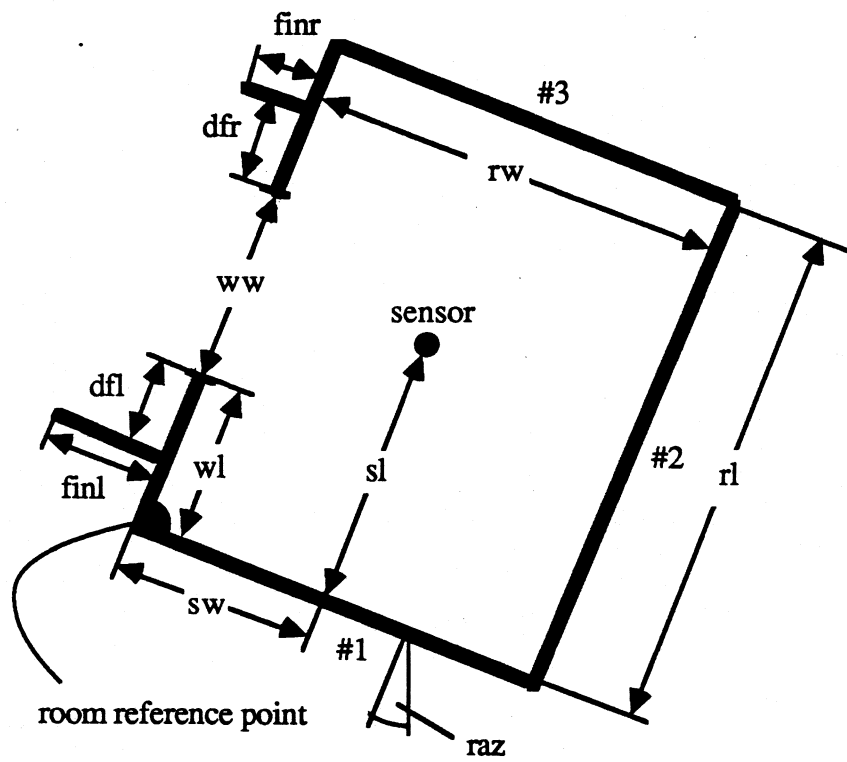 finr
#3
dfr
rw
ww
sensor
dfl
wl
sl
#2
rl
finl
sw
#1
room reference point
raz